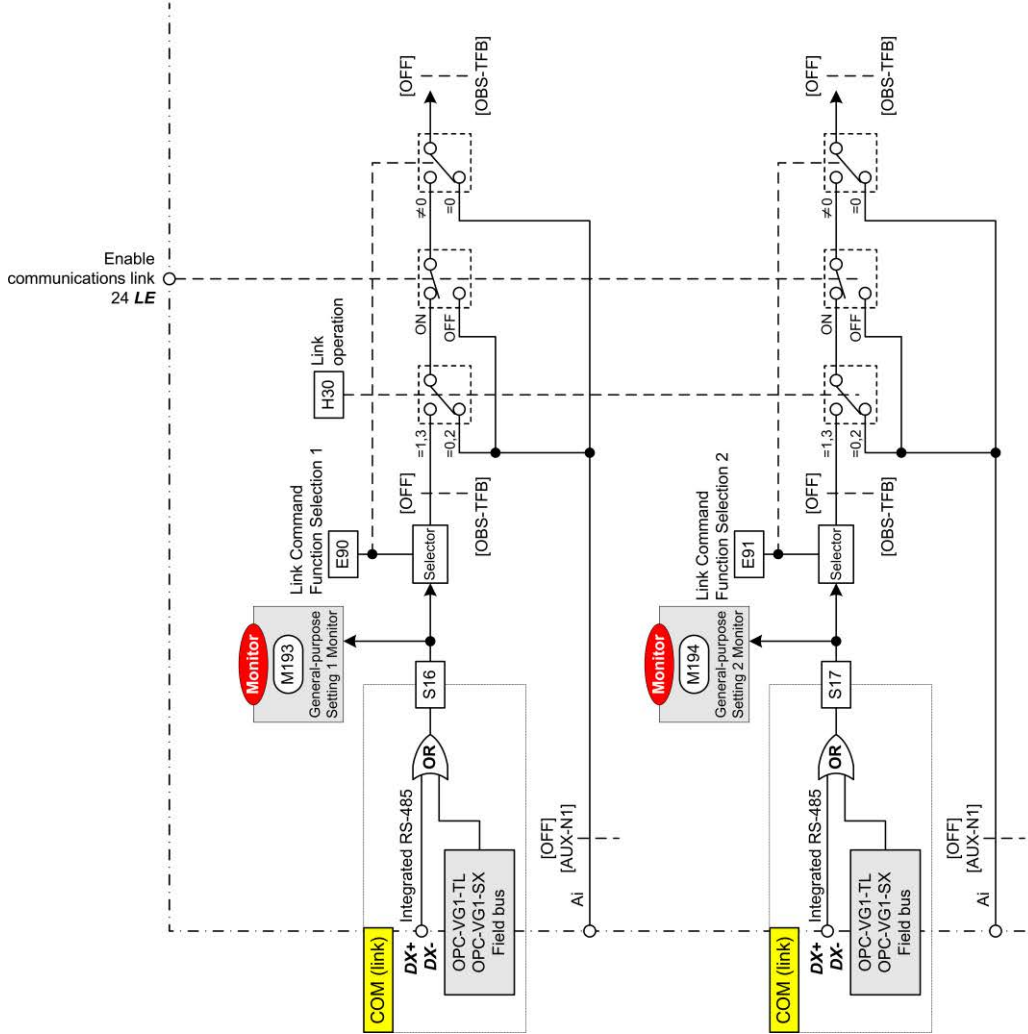 Enable
communications link
24 LE
H30
Link
operation
COM (link)
DX+
DX-
Integrated RS-485
OPC-VG1-TL
OPC-VG1-SX
Field bus
OR
S16
Monitor
M193
General-purpose
Setting 1 Monitor
Link Command
Function Selection 1
E90
Selector
[OFF]
[OBS-TFB]
=1,3
=0,2
ON
OFF
≠0
=0
[OFF]
[OBS-TFB]
Ai
[OFF]
[AUX-N1]
COM (link)
DX+
DX-
Integrated RS-485
OPC-VG1-TL
OPC-VG1-SX
Field bus
OR
S17
Monitor
M194
General-purpose
Setting 2 Monitor
Link Command
Function Selection 2
E91
Selector
[OFF]
[OBS-TFB]
=1,3
=0,2
ON
OFF
≠0
=0
[OFF]
[OBS-TFB]
Ai
[OFF]
[AUX-N1]